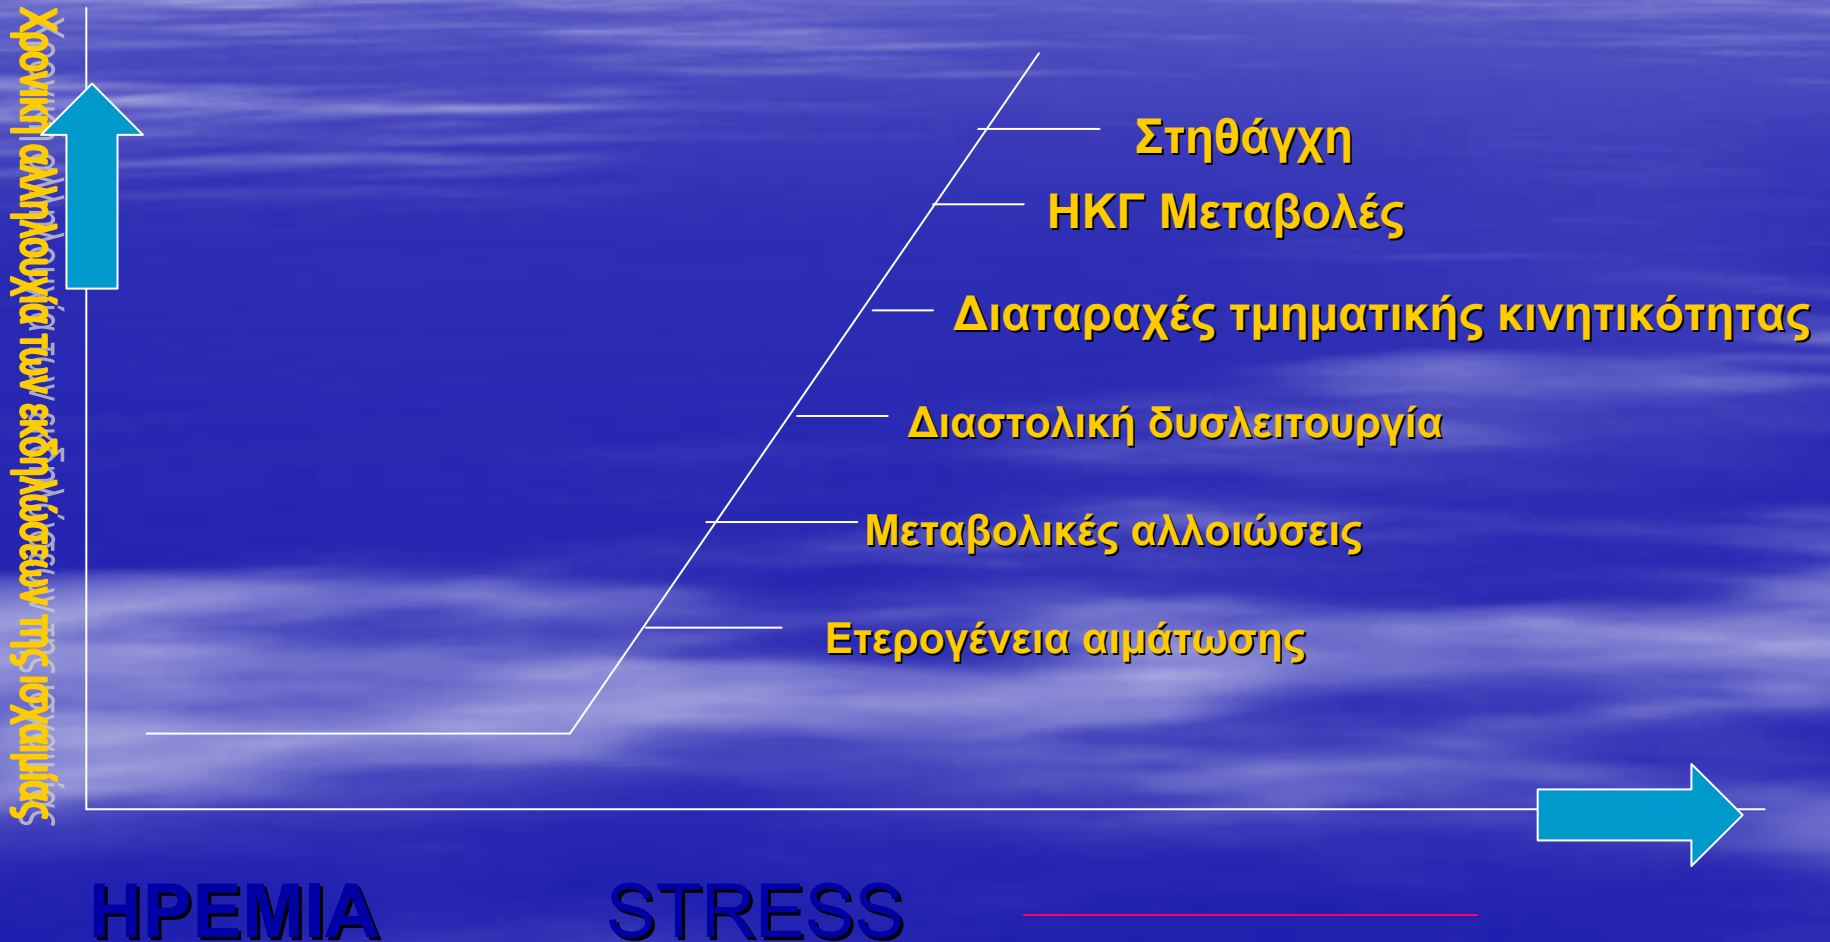 Χρονική αλληλουχία των εκδηλώσεων της ισχαιμίας
Στηθάγχη
ΗΚΓ Μεταβολές
Διαταραχές τμηματικής κινητικότητας
Διαστολική δυσλειτουργία
Μεταβολικές αλλοιώσεις
Ετερογένεια αιμάτωσης
ΗΡΕΜΙΑ STRESS